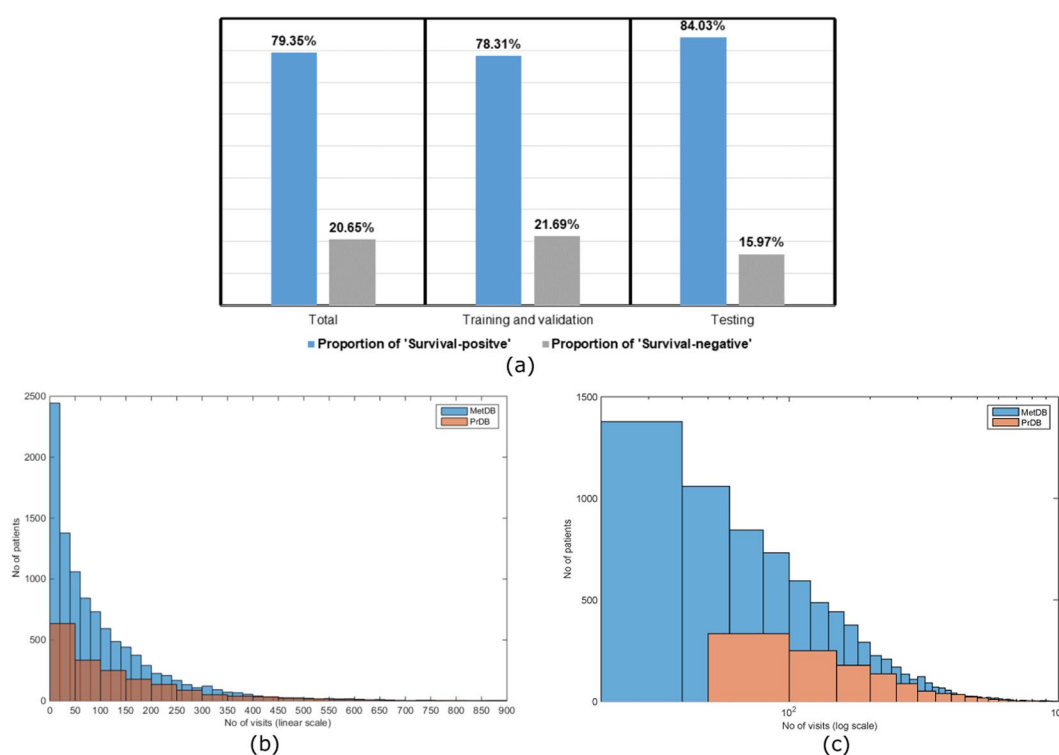 79.35%
20.65%
78.31%
21.69%
84.03%
15.97%
Total
Training and validation
Testing
Proportion of 'Survival-positve'
Proportion of 'Survival-negative'
(a)
2500
2000
1500
1000
500
0
No of patients
MetDB
PrDB
0 50 100 150 200 250 300 350 400 450 500 550 600 650 700 750 800 850 900
No of visits (linear scale)
(b)
1500
1000
500
0
No of patients
MetDB
PrDB
10²
10
No of visits (log scale)
(c)